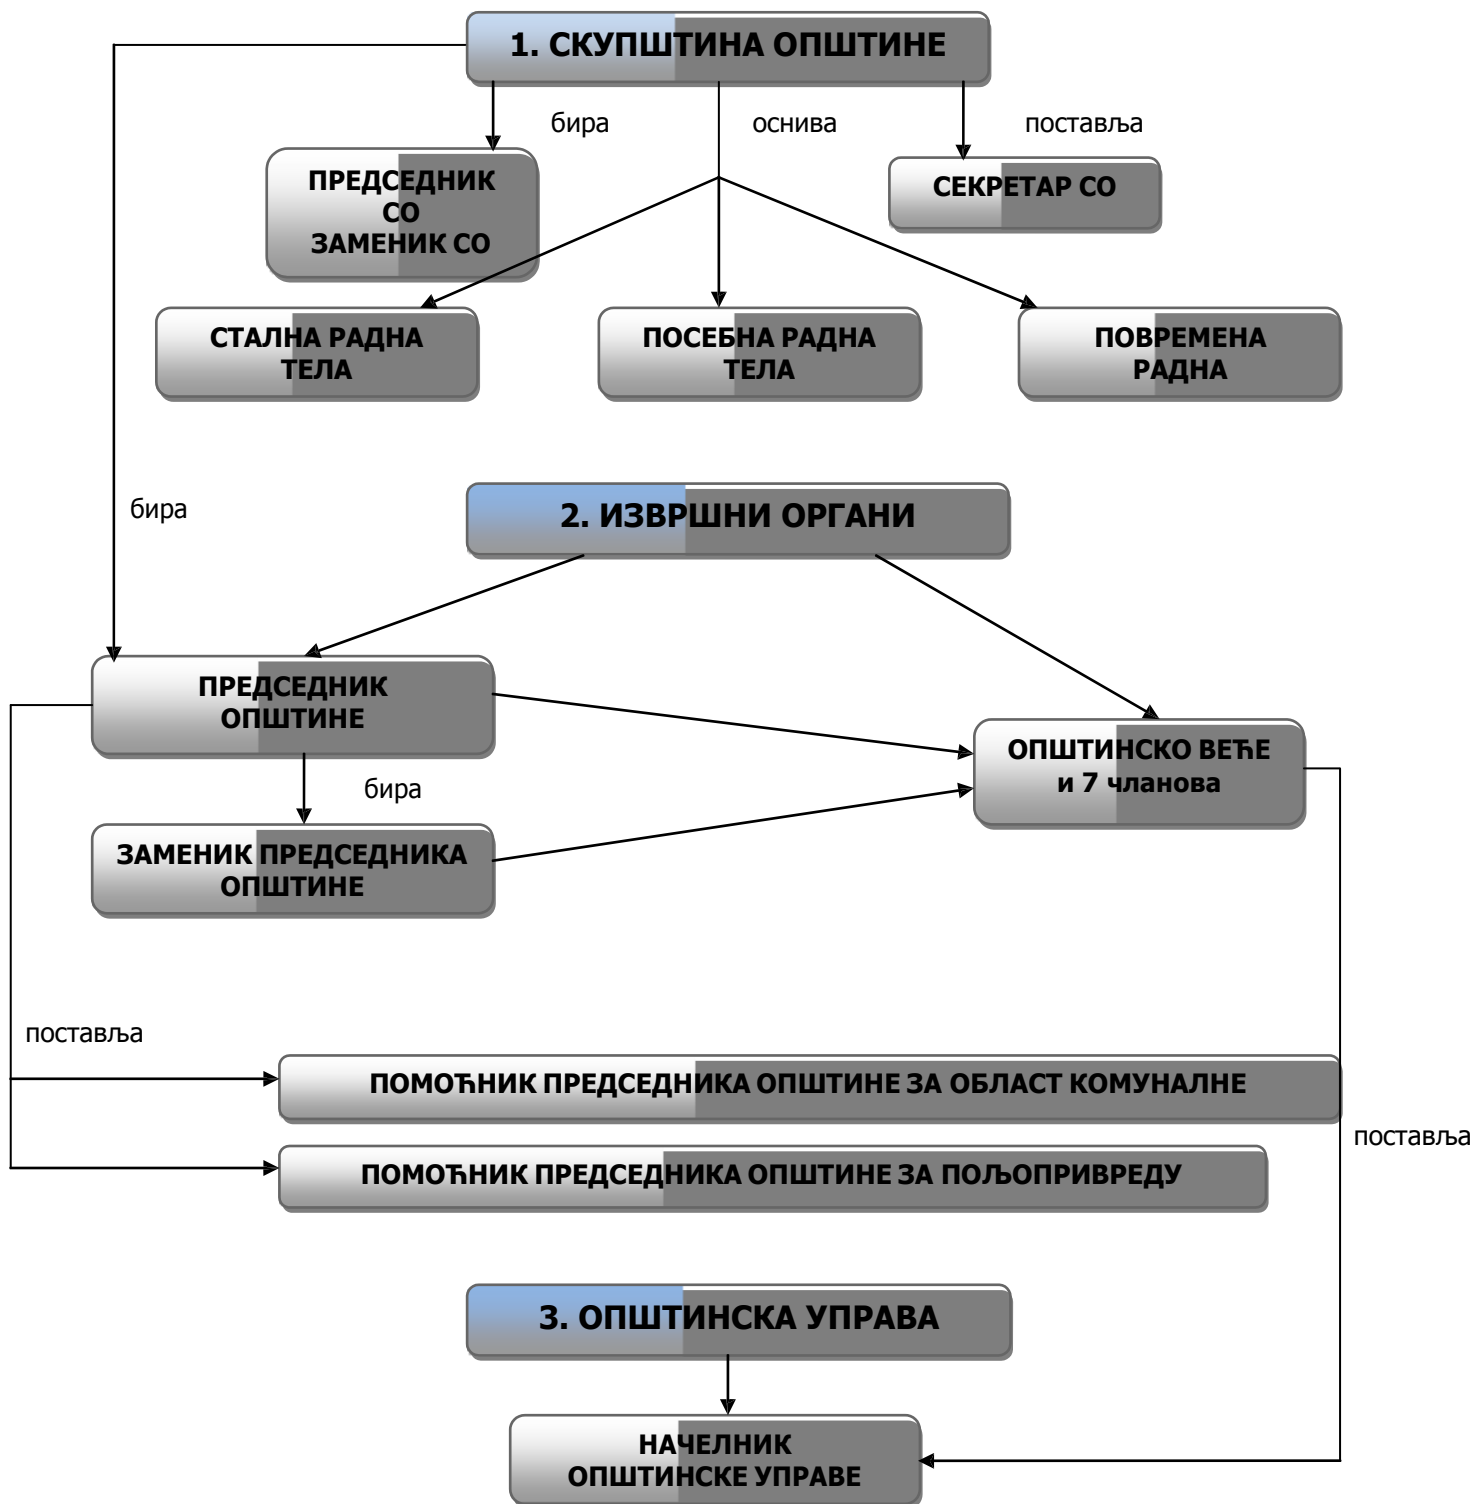 1. СКУПШТИНА ОПШТИНЕ
бира
оснива
поставља
ПРЕДСЕДНИК
СО
ЗАМЕНИК СО
СЕКРЕТАР СО
СТАЛНА РАДНА
ТЕЛА
ПОСЕБНА РАДНА
ТЕЛА
ПОВРЕМЕНА
РАДНА
бира
2. ИЗВРШНИ ОРГАНИ
ПРЕДСЕДНИК
ОПШТИНЕ
ОПШТИНСКО ВЕЋЕ
и 7 чланова
бира
ЗАМЕНИК ПРЕДСЕДНИКА
ОПШТИНЕ
поставља
ПОМОЋНИК ПРЕДСЕДНИКА ОПШТИНЕ ЗА ОБЛАСТ КОМУНАЛНЕ
поставља
ПОМОЋНИК ПРЕДСЕДНИКА ОПШТИНЕ ЗА ПОЉОПРИВРЕДУ
3. ОПШТИНСКА УПРАВА
НАЧЕЛНИК
ОПШТИНСКЕ УПРАВЕ